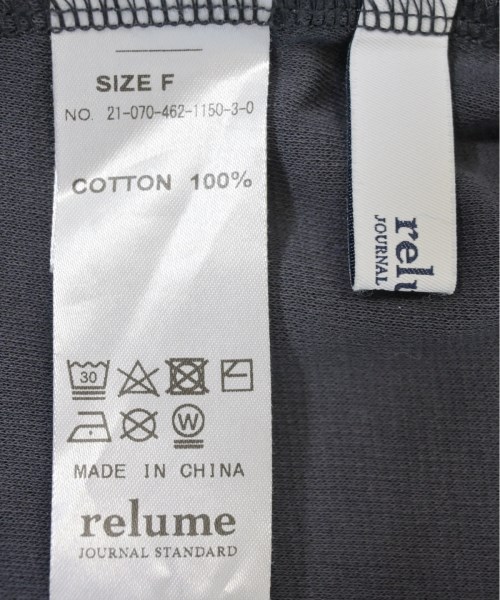 SIZE F
NO. 21-070-462-1150-3-0
COTTON 100%
30
W
MADE IN CHINA
relume
JOURNAL STANDARD
relu
JOURNAL S